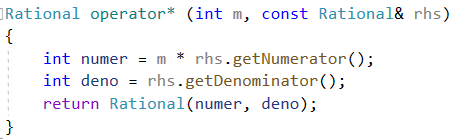 Rational operator* (int m, const Rational& rhs)
{
    int numer = m * rhs.getNumerator();
    int deno = rhs.getDenominator();
    return Rational(numer, deno);
}